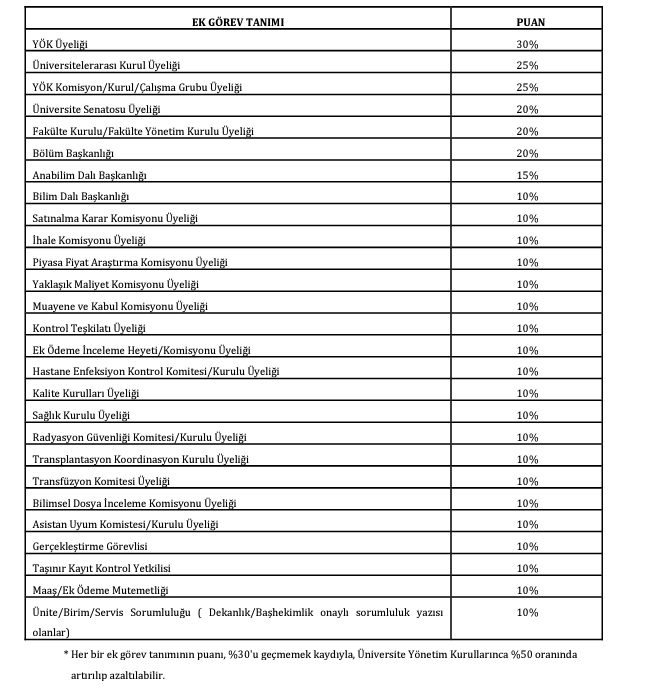 EK GÖREV TANIMI PUAN
YÖK Üyeliği 30%
Üniversitelerarası Kurul Üyeliği 25%
YÖK Komisyon/Kurul/Çalışma Grubu Üyeliği 25%
Üniversite Senatosu Üyeliği 20%
Fakülte Kurulu/Fakülte Yönetim Kurulu Üyeliği 20%
Bölüm Başkanlığı 20%
Anabilim Dalı Başkanlığı 15%
Bilim Dalı Başkanlığı 10%
Satınalma Karar Komisyonu Üyeliği 10%
İhale Komisyonu Üyeliği 10%
Piyasa Fiyat Araştırma Komisyonu Üyeliği 10%
Yaklaşık Maliyet Komisyonu Üyeliği 10%
Muayene ve Kabul Komisyonu Üyeliği 10%
Kontrol Teşkilatı Üyeliği 10%
Ek Ödeme İnceleme Heyeti/Komisyonu Üyeliği 10%
Hastane Enfeksiyon Kontrol Komitesi/Kurulu Üyeliği 10%
Kalite Kurulları Üyeliği 10%
Sağlık Kurulu Üyeliği 10%
Radyasyon Güvenliği Komitesi/Kurulu Üyeliği 10%
Transplantasyon Koordinasyon Kurulu Üyeliği 10%
Transfüzyon Komitesi Üyeliği 10%
Bilimsel Dosya İnceleme Komisyonu Üyeliği 10%
Asistan Uyum Komistesi/Kurulu Üyeliği 10%
Gerçekleştirme Görevlisi 10%
Taşınır Kayıt Kontrol Yetkilisi 10%
Maaş/Ek Ödeme Mutemetliği 10%
Ünite/Birim/Servis Sorumluluğu ( Dekanlık/Başhekimlik onaylı sorumluluk yazısı 10%
olanlar)
* Her bir ek görev tanımının puanı, %30'u geçmemek kaydıyla, Üniversite Yönetim Kurullarınca %50 oranında
artırılıp azaltılabilir.